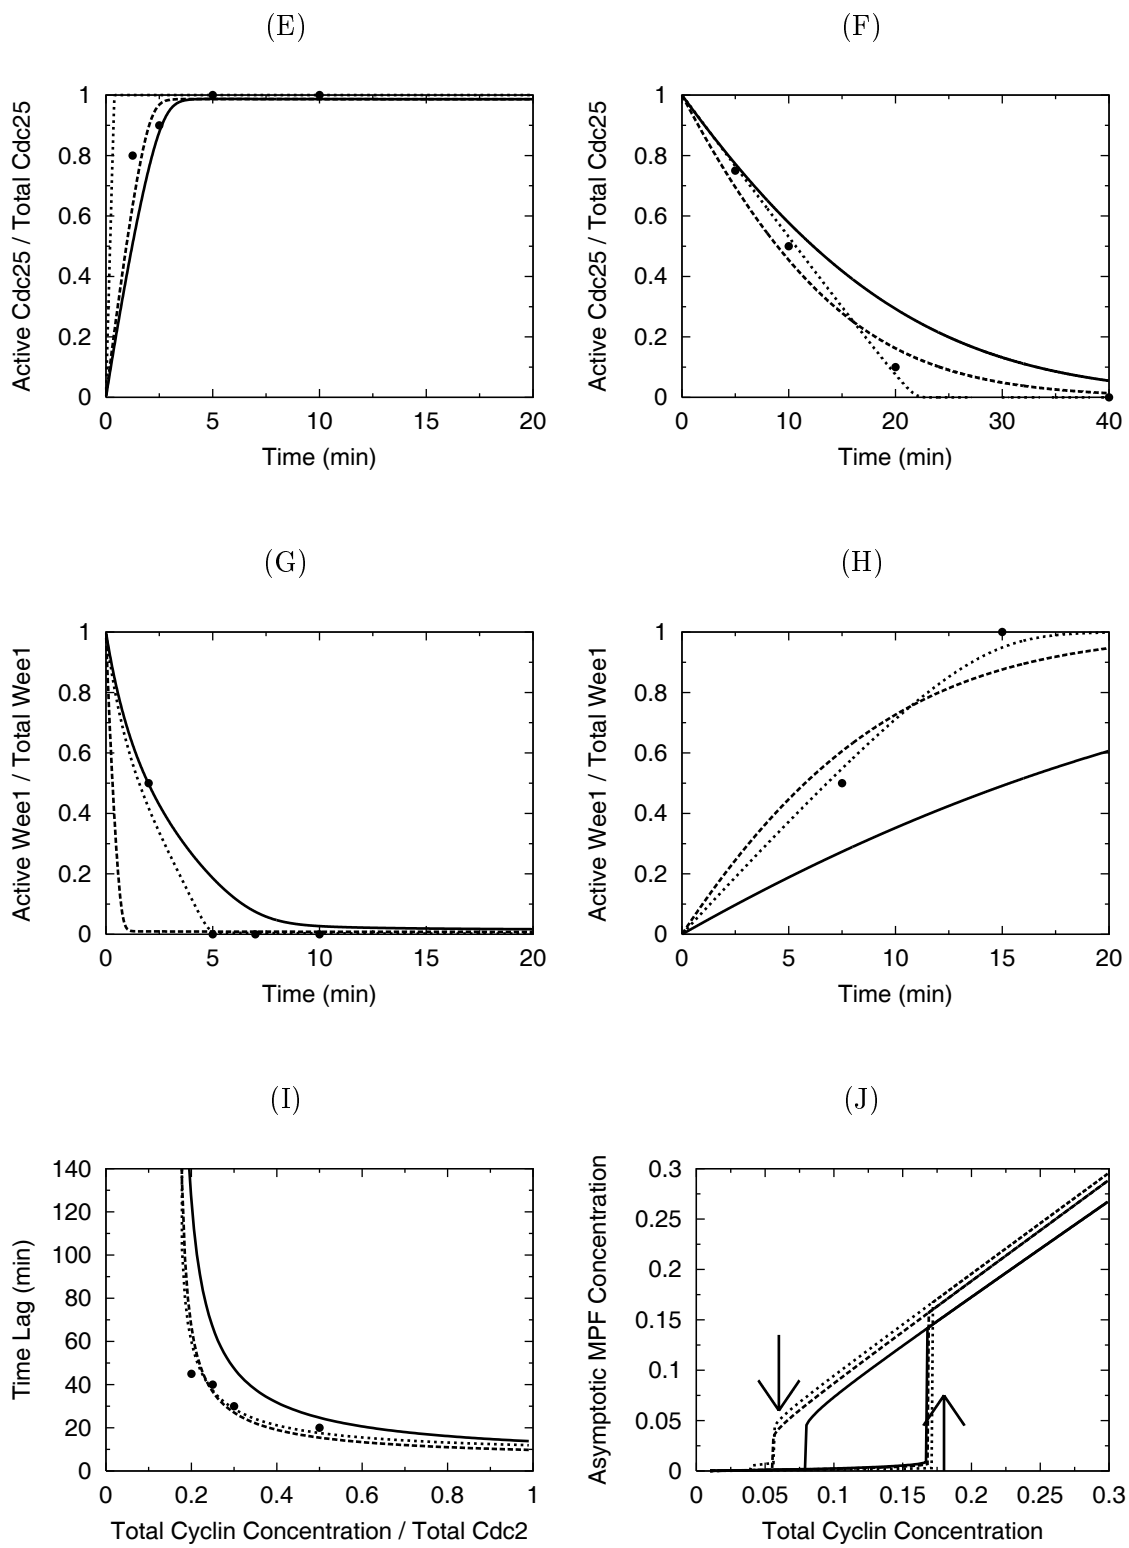 (E)
Active Cdc25 / Total Cdc25
1
0.8
0.6
0.4
0.2
0
0 5 10 15 20
Time (min)
(F)
Active Cdc25 / Total Cdc25
1
0.8
0.6
0.4
0.2
0
0 10 20 30 40
Time (min)
(G)
Active Wee1 / Total Wee1
1
0.8
0.6
0.4
0.2
0
0 5 10 15 20
Time (min)
(H)
Active Wee1 / Total Wee1
1
0.8
0.6
0.4
0.2
0
0 5 10 15 20
Time (min)
(I)
Time Lag (min)
140
120
100
80
60
40
20
0
0 0.2 0.4 0.6 0.8 1
Total Cyclin Concentration / Total Cdc2
(J)
Asymptotic MPF Concentration
0.3
0.25
0.2
0.15
0.1
0.05
0
0 0.05 0.1 0.15 0.2 0.25 0.3
Total Cyclin Concentration